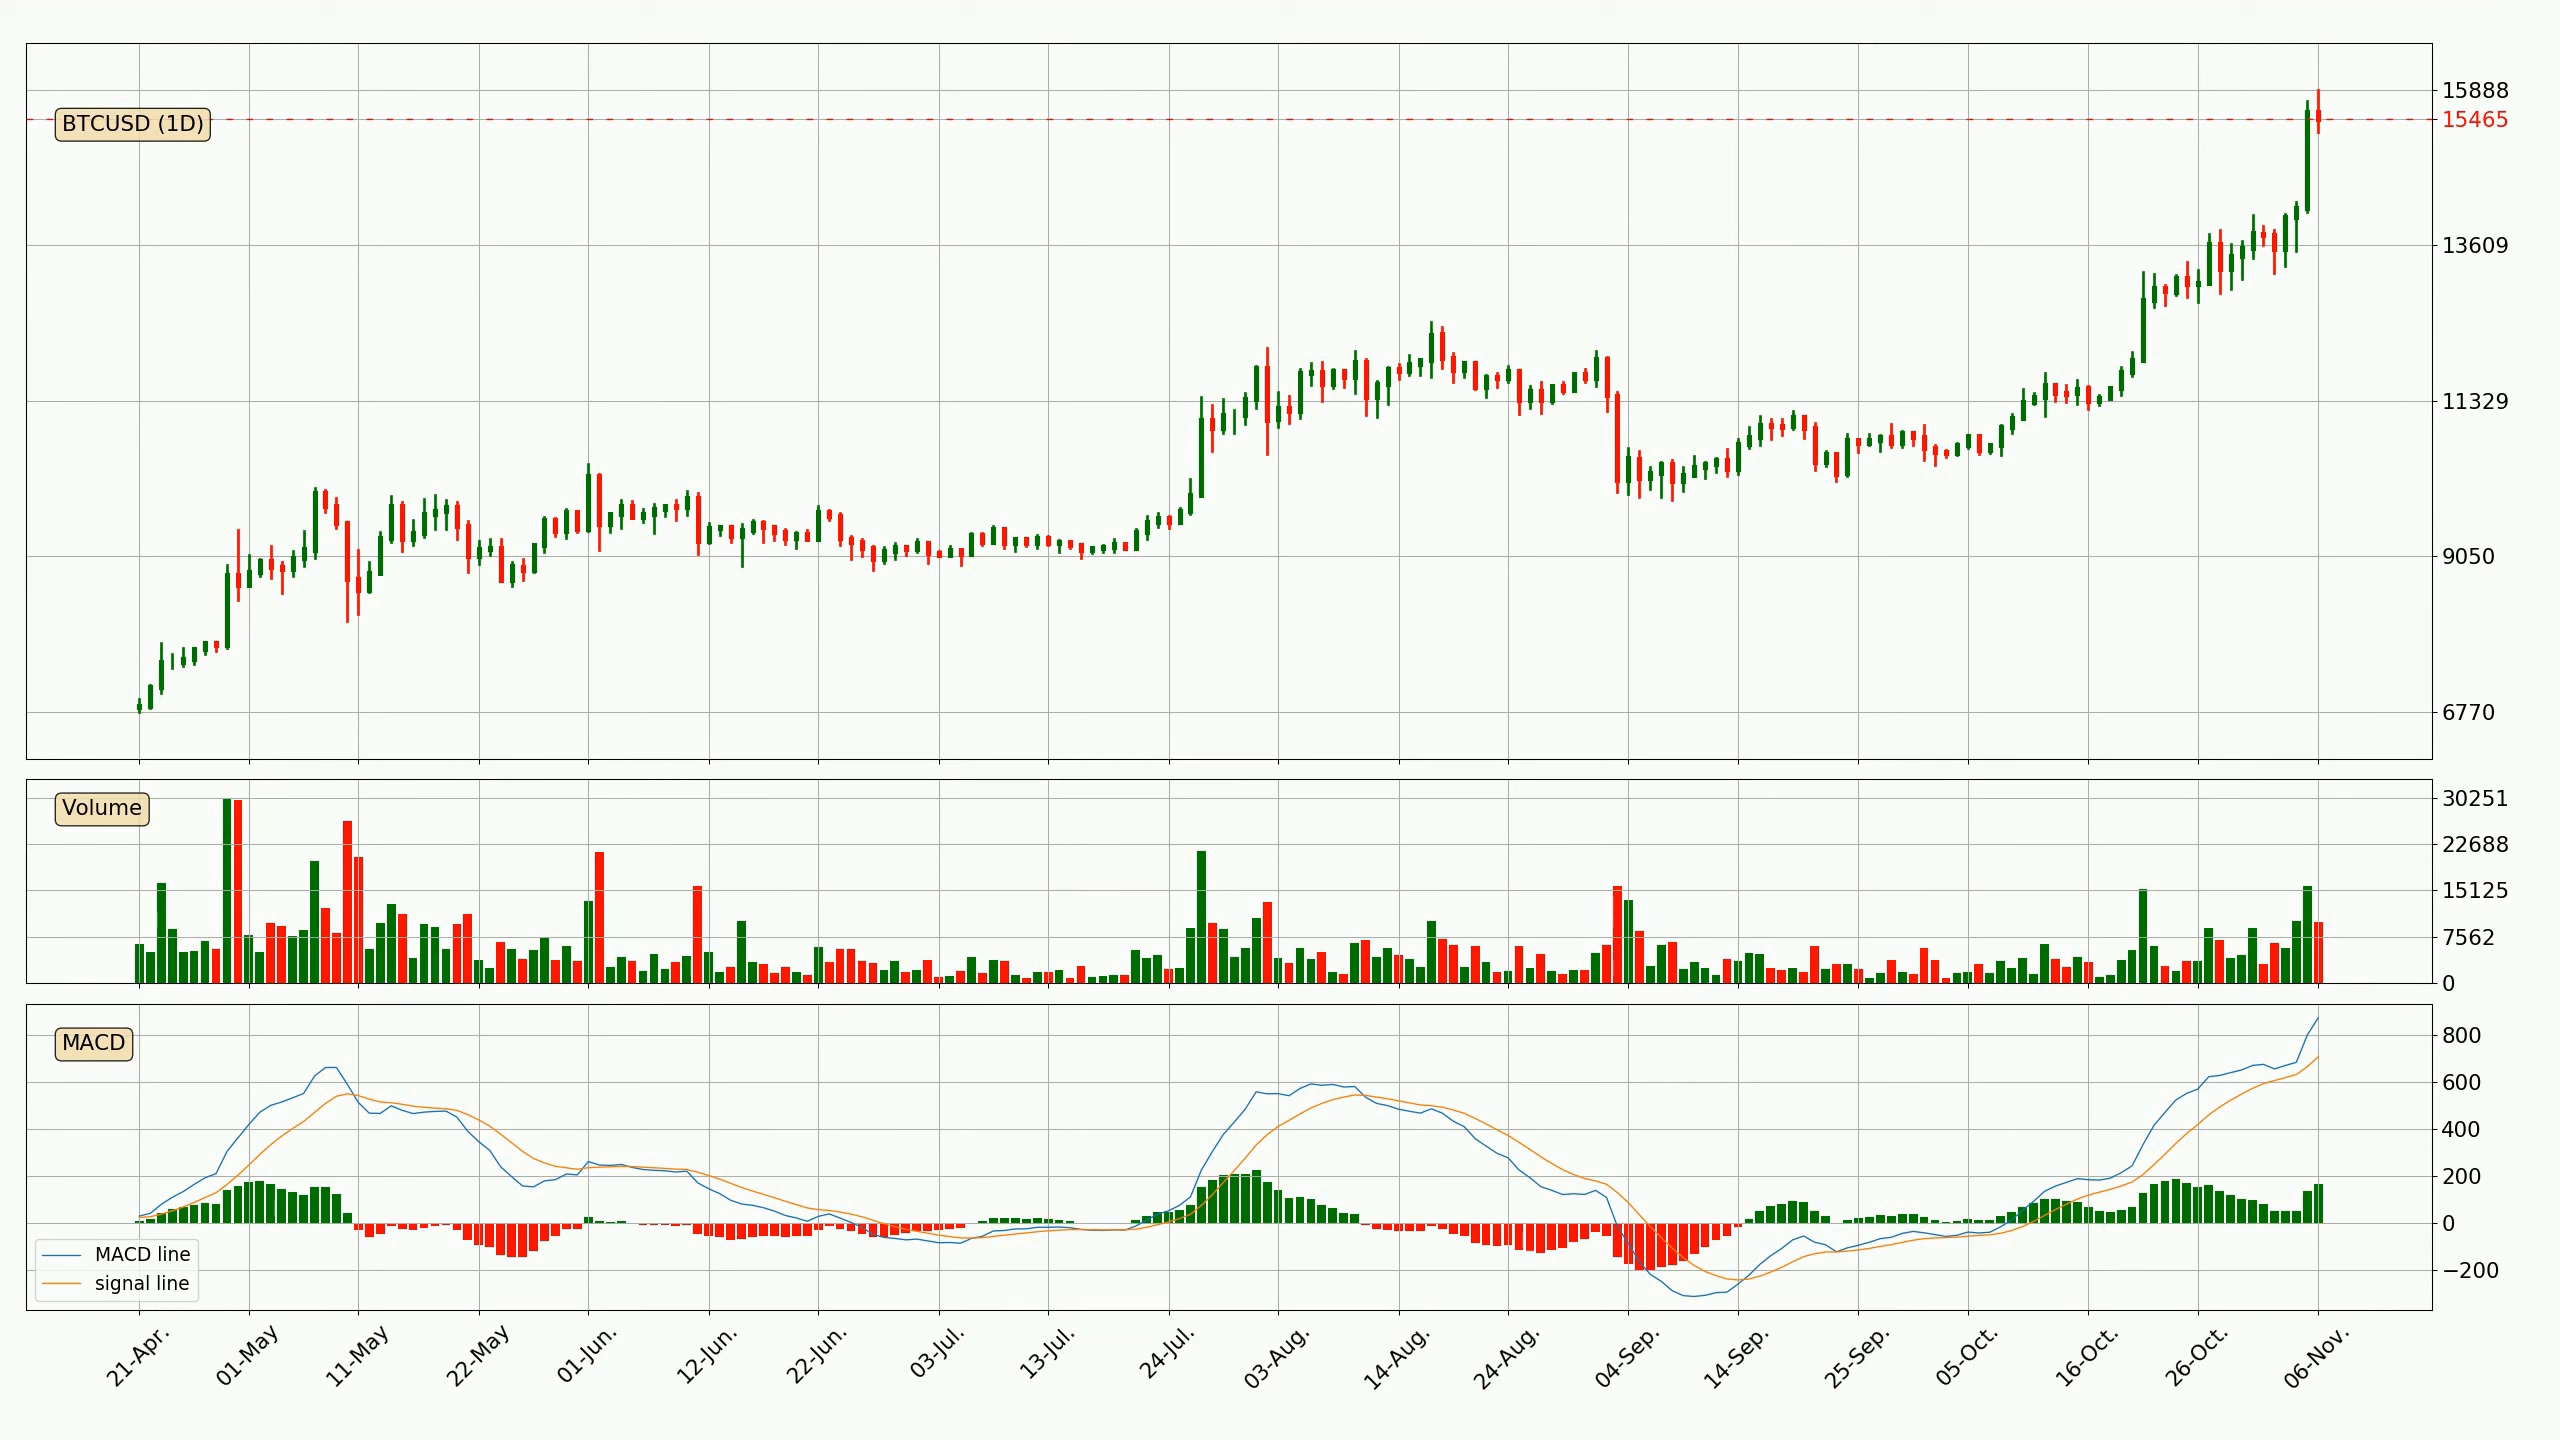 BTCUSD (1D)
15888
15465
13609
11329
9050
6770
Volume
30251
22688
15125
7562
0
MACD
800
600
400
200
0
−200
MACD line
signal line
21-Apr.
01-May
11-May
22-May
01-Jun.
12-Jun.
22-Jun.
03-Jul.
13-Jul.
24-Jul.
03-Aug.
14-Aug.
24-Aug.
04-Sep.
14-Sep.
25-Sep.
05-Oct.
16-Oct.
26-Oct.
06-Nov.